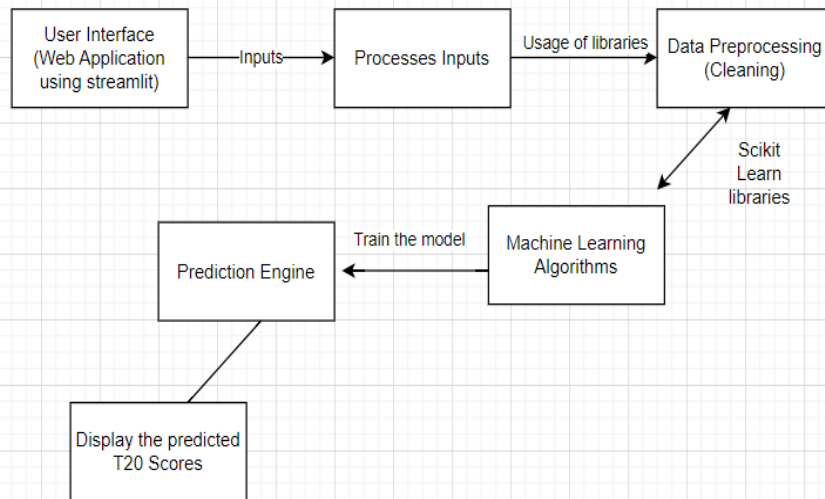 User Interface
(Web Application
using streamlit)
Inputs
Processes Inputs
Usage of libraries
Data Preprocessing
(Cleaning)
Scikit
Learn
libraries
Machine Learning
Algorithms
Train the model
Prediction Engine
Display the predicted
T20 Scores